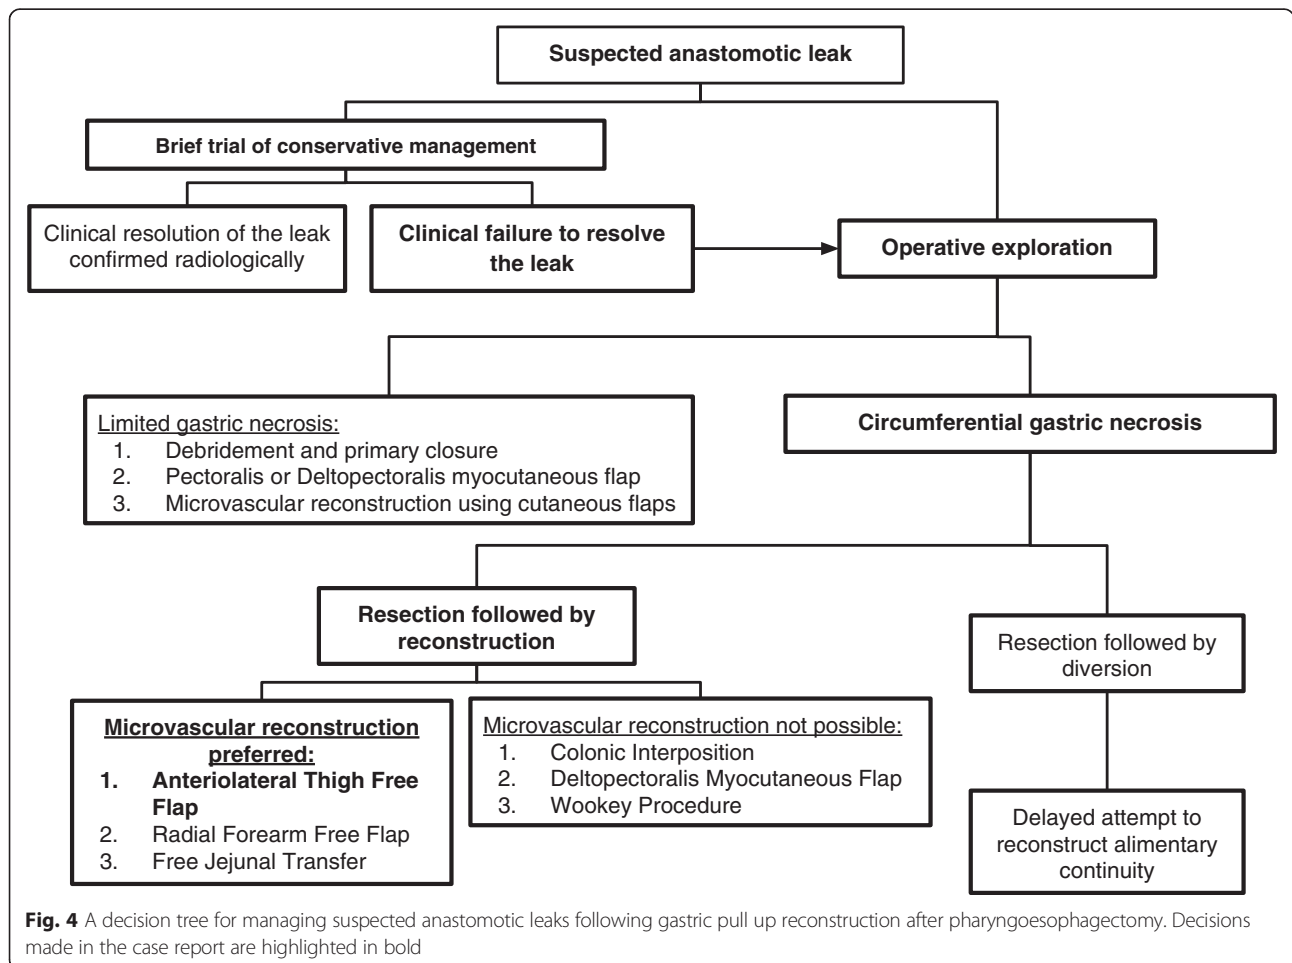 Suspected anastomotic leak
Brief trial of conservative management
Clinical resolution of the leak
confirmed radiologically
Clinical failure to resolve
the leak
Operative exploration
Limited gastric necrosis:
1. Debridement and primary closure
2. Pectoralis or Deltopectoralis myocutaneous flap
3. Microvascular reconstruction using cutaneous flaps
Circumferential gastric necrosis
Resection followed by
reconstruction
Resection followed by
diversion
Microvascular reconstruction
preferred:
1. Anteriolateral Thigh Free
Flap
2. Radial Forearm Free Flap
3. Free Jejunal Transfer
Microvascular reconstruction not possible:
1. Colonic Interposition
2. Deltopectoralis Myocutaneous Flap
3. Wookey Procedure
Delayed attempt to
reconstruct alimentary
continuity
Fig. 4 A decision tree for managing suspected anastomotic leaks following gastric pull up reconstruction after pharyngoesophagectomy. Decisions
made in the case report are highlighted in bold